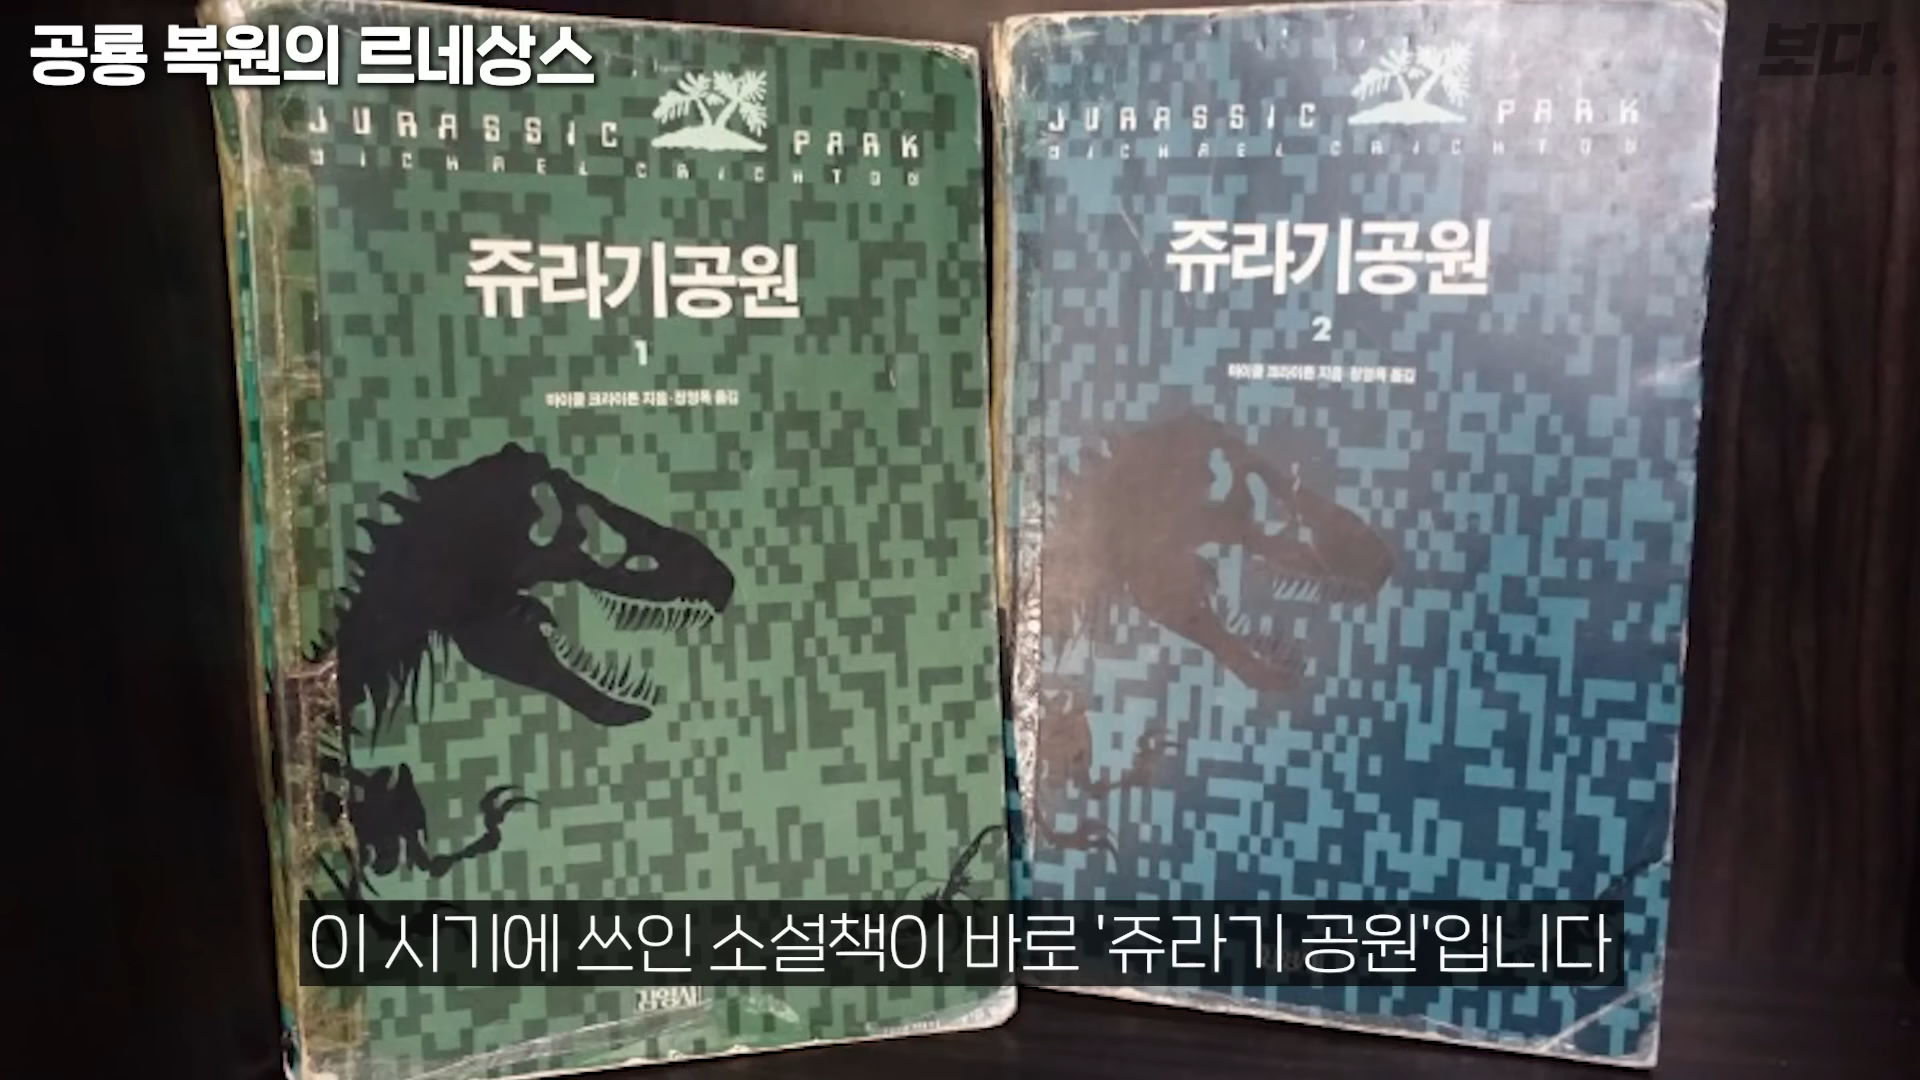 공룡 복원의 르네상스
보다.
JURASSIC PARK
MICHAEL CRICHTON
쥬라기공원
1
마이클 크라이튼 지음·정영목 옮김
김영사
JURASSIC PARK
MICHAEL CRICHTON
쥬라기공원
2
마이클 크라이튼 지음·정영목 옮김
이 시기에 쓰인 소설책이 바로 '쥬라기 공원'입니다